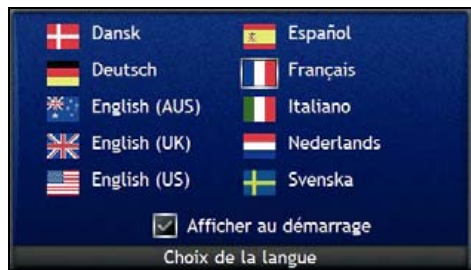 Dansk
Deutsch
English (AUS)
English (UK)
English (US)
Español
Français
Italiano
Nederlands
Svenska
Afficher au démarrage
Choix de la langue